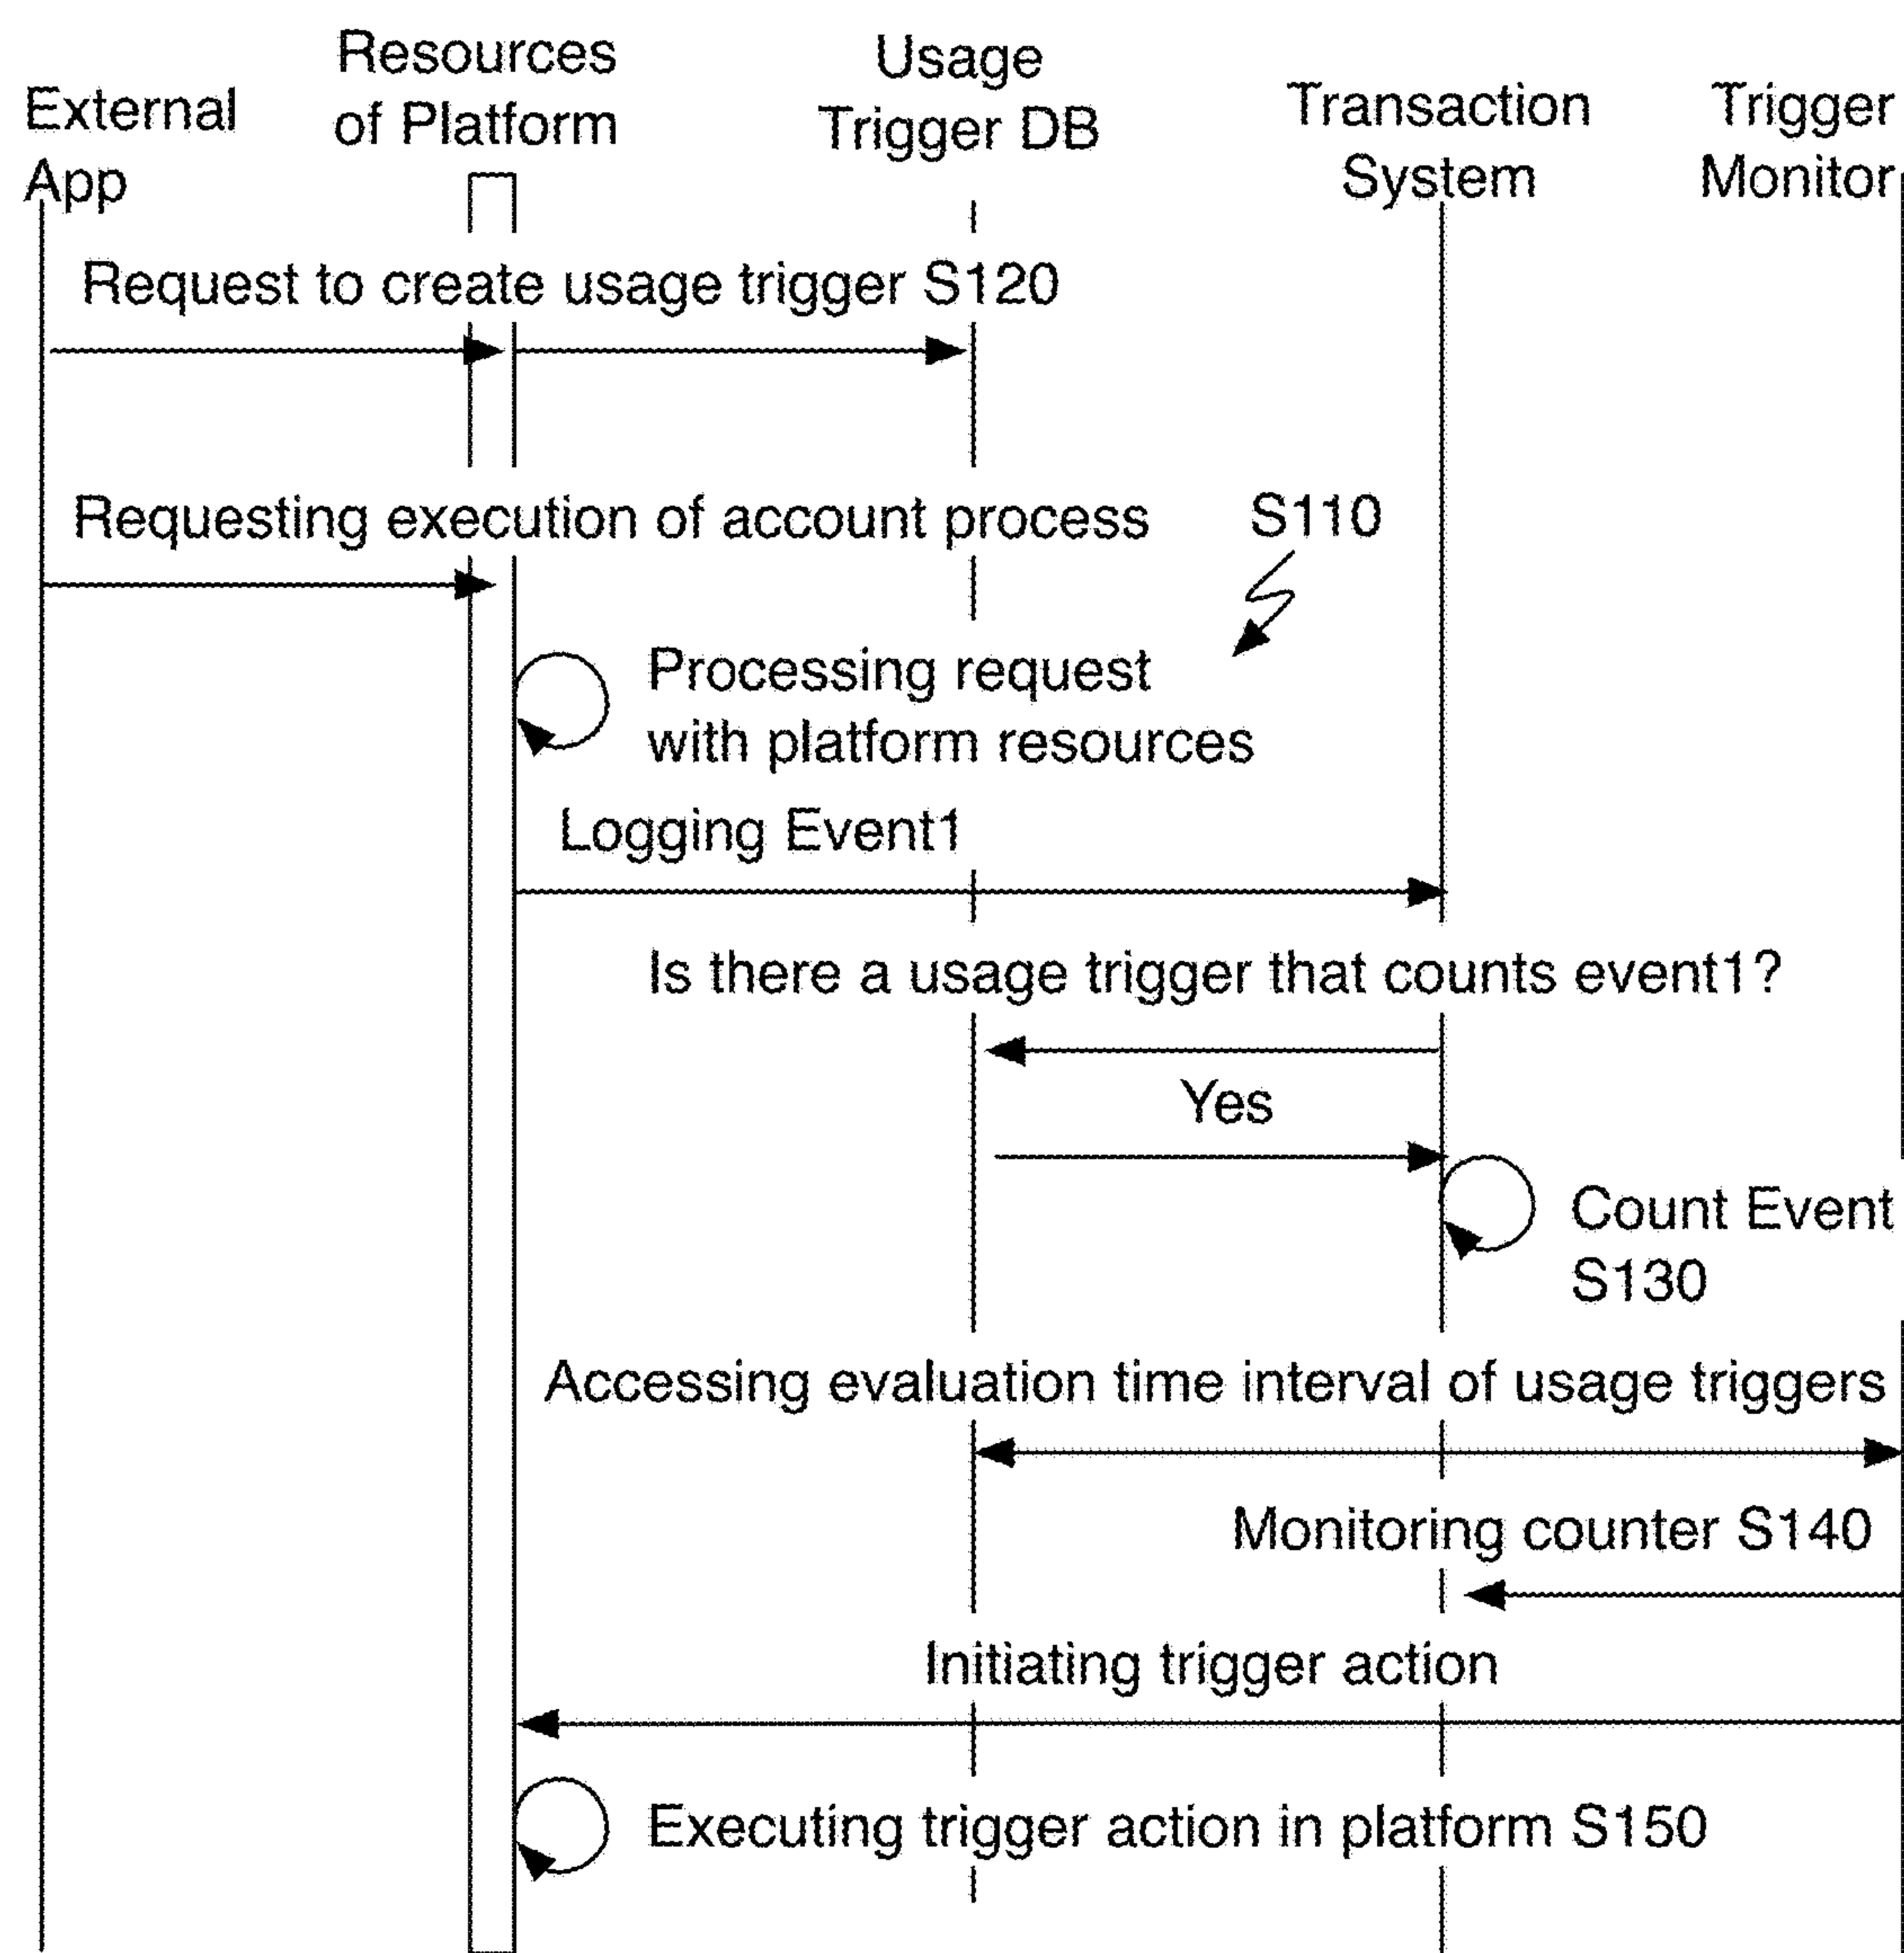 External
App
Resources
of Platform
Usage
Trigger DB
Transaction
System
Trigger
Monitor
Request to create usage trigger S120
Requesting execution of account process
S110
Processing request
with platform resources
Logging Event1
Is there a usage trigger that counts event1?
Yes
Count Event
S130
Accessing evaluation time interval of usage triggers
Monitoring counter S140
Initiating trigger action
Executing trigger action in platform S150